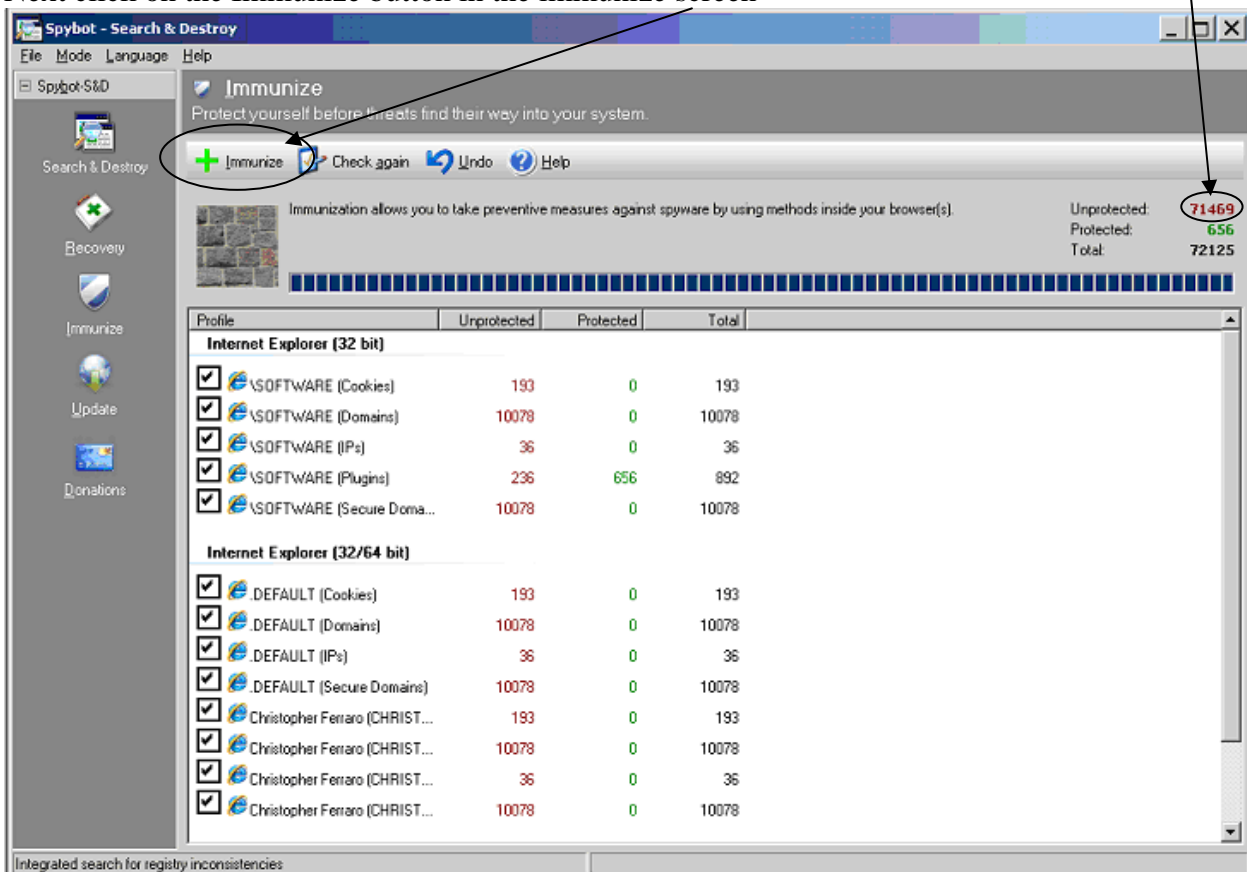 Next click on the Immunize button in the Immunize screen
Spybot - Search & Destroy
File Mode Language Help
Spybot-S&D
Search & Destroy
Recovery
Immunize
Update
Donations
Immunize
Protect yourself before threats find their way into your system.
Immunize Check again Undo Help
Immunization allows you to take preventive measures against spyware by using methods inside your browser(s).
Unprotected: 71469
Protected: 656
Total: 72125
Profile Unprotected Protected Total
Internet Explorer (32 bit)
\SOFTWARE (Cookies) 193 0 193
\SOFTWARE (Domains) 10078 0 10078
\SOFTWARE (IPs) 36 0 36
\SOFTWARE (Plugins) 236 656 892
\SOFTWARE (Secure Doma... 10078 0 10078
Internet Explorer (32/64 bit)
.DEFAULT (Cookies) 193 0 193
.DEFAULT (Domains) 10078 0 10078
.DEFAULT (IPs) 36 0 36
.DEFAULT (Secure Domains) 10078 0 10078
Christopher Ferraro (CHRIST... 193 0 193
Christopher Ferraro (CHRIST... 10078 0 10078
Christopher Ferraro (CHRIST... 36 0 36
Christopher Ferraro (CHRIST... 10078 0 10078
Integrated search for registry inconsistencies